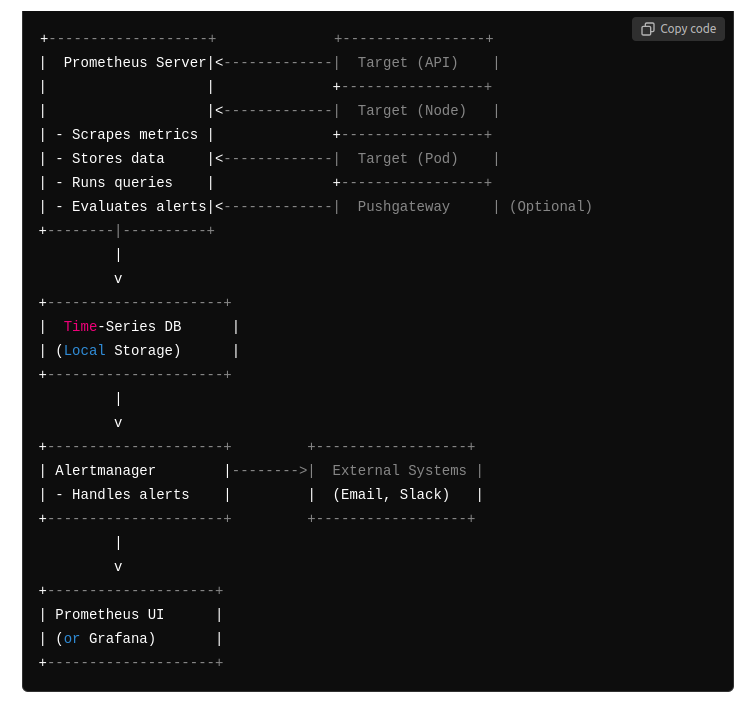 Copy code
+-------------------+              +-----------------+
|  Prometheus Server|<-------------|  Target (API)    |
|                   |              +-----------------+
|                   |<-------------|  Target (Node)   |
| - Scrapes metrics |              +-----------------+
| - Stores data     |<-------------|  Target (Pod)    |
| - Runs queries    |              +-----------------+
| - Evaluates alerts|<-------------|  Pushgateway     | (Optional)
+--------|----------+
         |
         v
+---------------------+
|  Time-Series DB      |
| (Local Storage)      |
+---------------------+
         |
         v
+---------------------+         +------------------+
| Alertmanager        |-------->|  External Systems |
| - Handles alerts    |         |  (Email, Slack)   |
+---------------------+         +------------------+
         |
         v
+--------------------+
| Prometheus UI      |
| (or Grafana)       |
+--------------------+